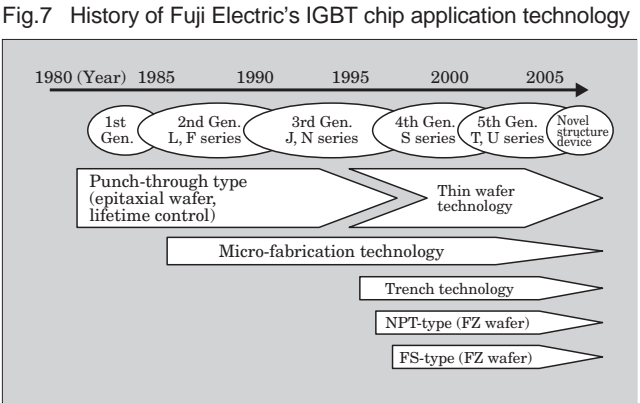 Fig.7 History of Fuji Electric's IGBT chip application technology
1980 (Year) 1985 1990 1995 2000 2005
1st
Gen.
2nd Gen.
L, F series
3rd Gen.
J, N series
4th Gen.
S series
5th Gen.
T, U series
Novel
structure
device
Punch-through type
(epitaxial wafer,
lifetime control)
Thin wafer
technology
Micro-fabrication technology
Trench technology
NPT-type (FZ wafer)
FS-type (FZ wafer)